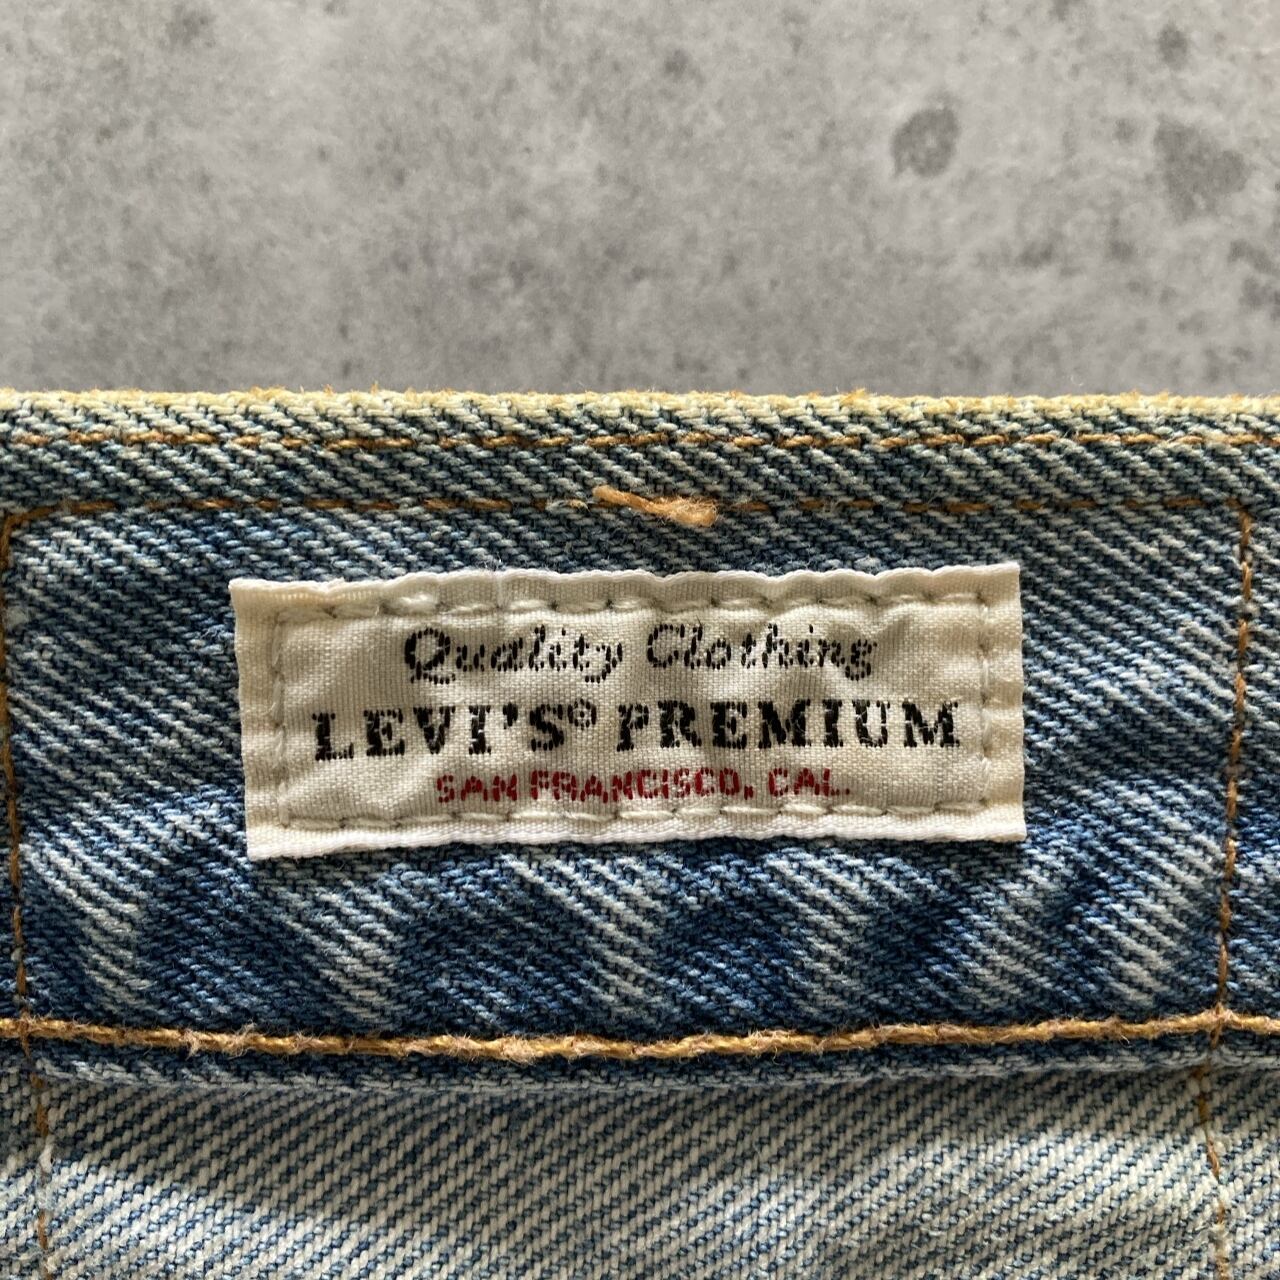 Quality Clothing
LEVI'S® PREMIUM
SAN FRANCISCO, CAL.